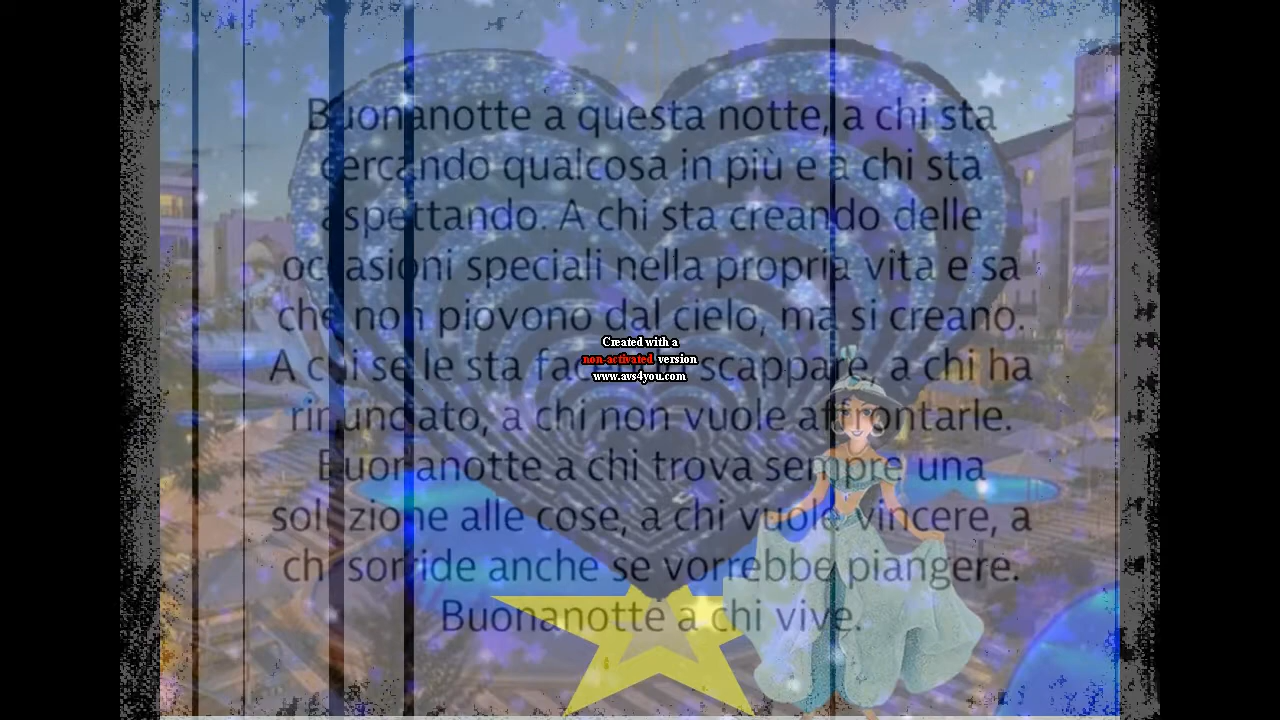 Buonanotte a questa notte, a chi sta
cercando qualcosa in più e a chi sta
aspettando. A chi sta creando delle
occasioni speciali nella propria vita e sa
che non piovono dal cielo, ma si creano.
Created with a
non-activated version
www.avs4you.com
A chi se le sta facendo scappare, a chi ha
rinunciato, a chi non vuole affrontarle.
Buonanotte a chi trova sempre una
soluzione alle cose, a chi vuole vincere, a
chi sorride anche se vorrebbe piangere.
Buonanotte a chi vive.